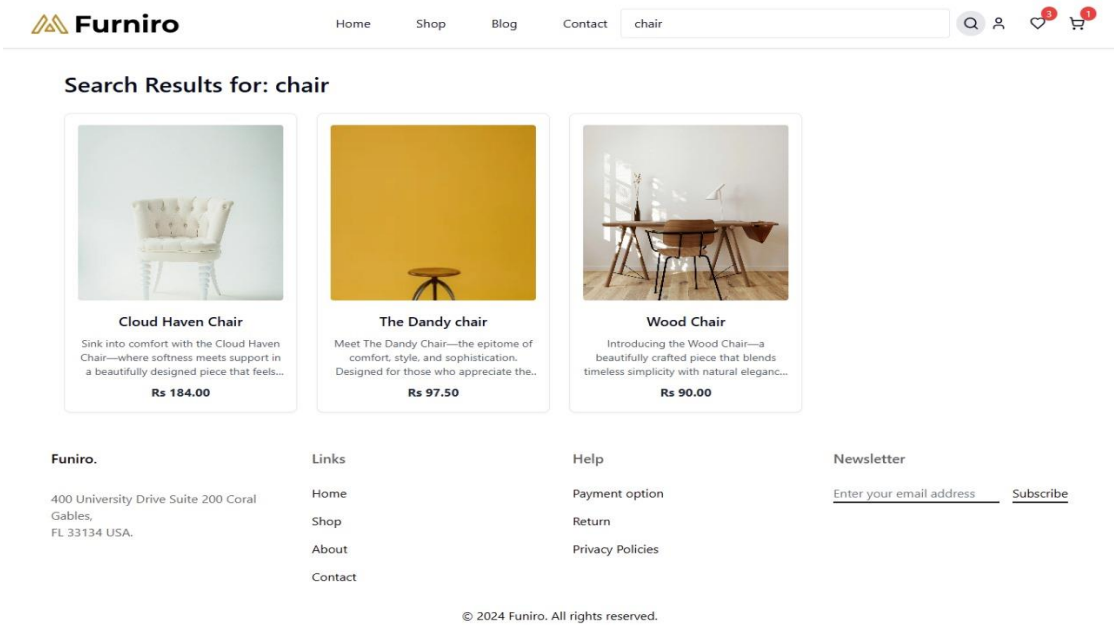 Furniro
Home
Shop
Blog
Contact
chair
3
1
Search Results for: chair
Cloud Haven Chair
Sink into comfort with the Cloud Haven
Chair—where softness meets support in
a beautifully designed piece that feels...
Rs 184.00
The Dandy chair
Meet The Dandy Chair—the epitome of
comfort, style, and sophistication.
Designed for those who appreciate the..
Rs 97.50
Wood Chair
Introducing the Wood Chair—a
beautifully crafted piece that blends
timeless simplicity with natural eleganc...
Rs 90.00
Funiro.
400 University Drive Suite 200 Coral
Gables,
FL 33134 USA.
Links
Home
Shop
About
Contact
Help
Payment option
Return
Privacy Policies
Newsletter
Enter your email address
Subscribe
© 2024 Funiro. All rights reserved.